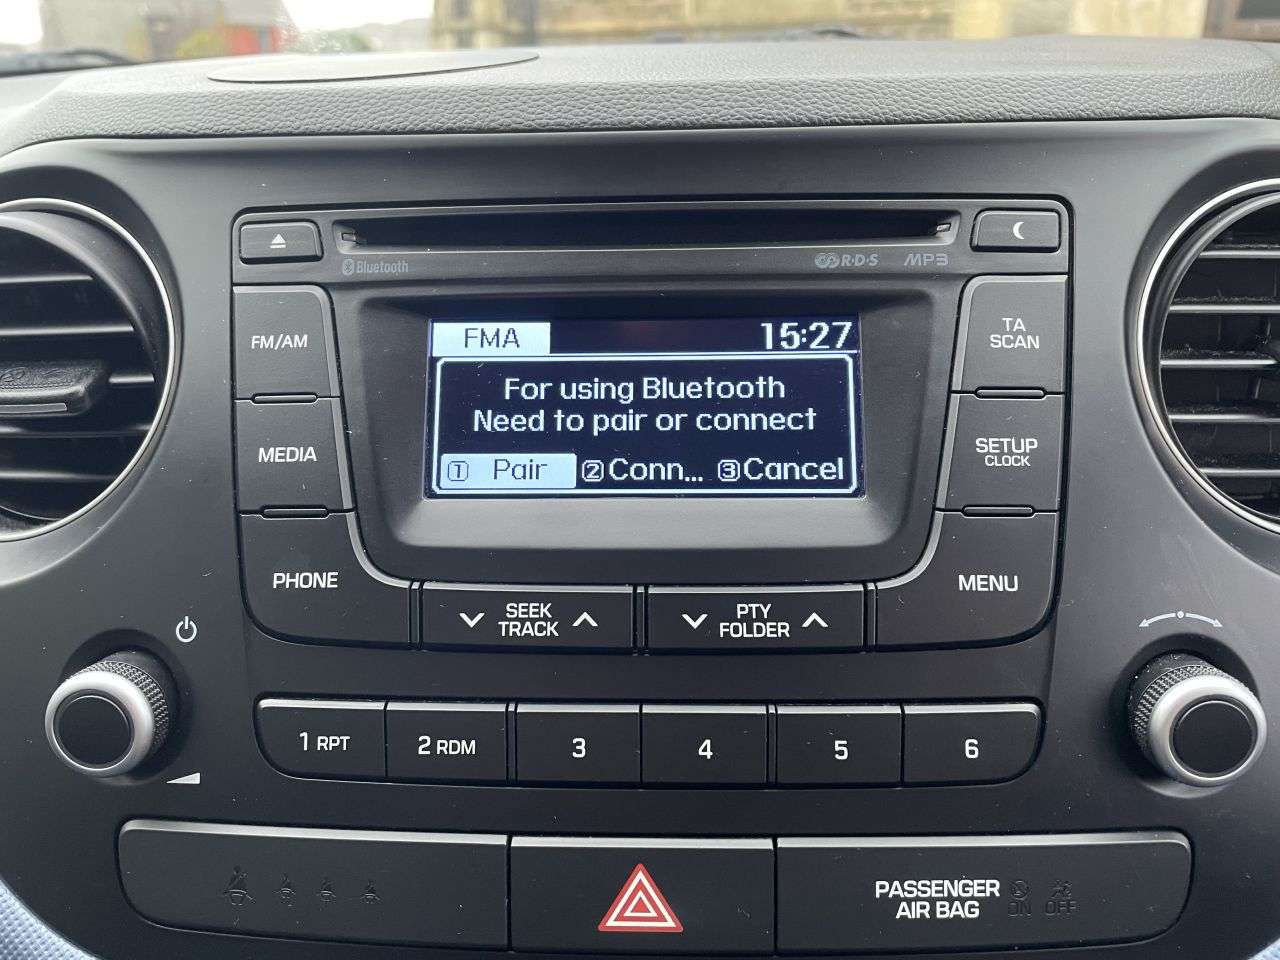 Bluetooth
R·D·S
MP3
FM/AM
MEDIA
PHONE
FMA
15:27
For using Bluetooth
Need to pair or connect
1 Pair
2 Conn...
3 Cancel
TA
SCAN
SETUP
CLOCK
MENU
SEEK
TRACK
PTY
FOLDER
1 RPT
2 RDM
3
4
5
6
PASSENGER
AIR BAG
ON
OFF